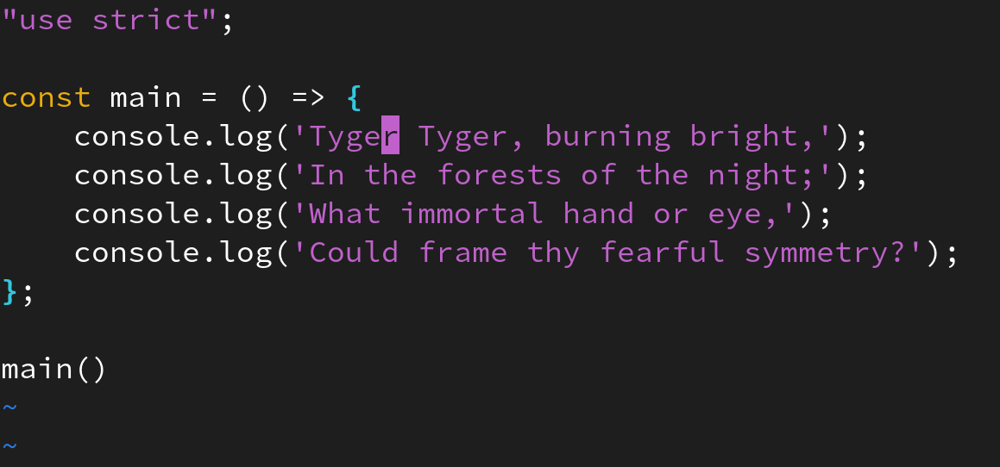 "use strict";

const main = () => {
    console.log('Tyger Tyger, burning bright,');
    console.log('In the forests of the night;');
    console.log('What immortal hand or eye,');
    console.log('Could frame thy fearful symmetry?');
};

main()
~
~